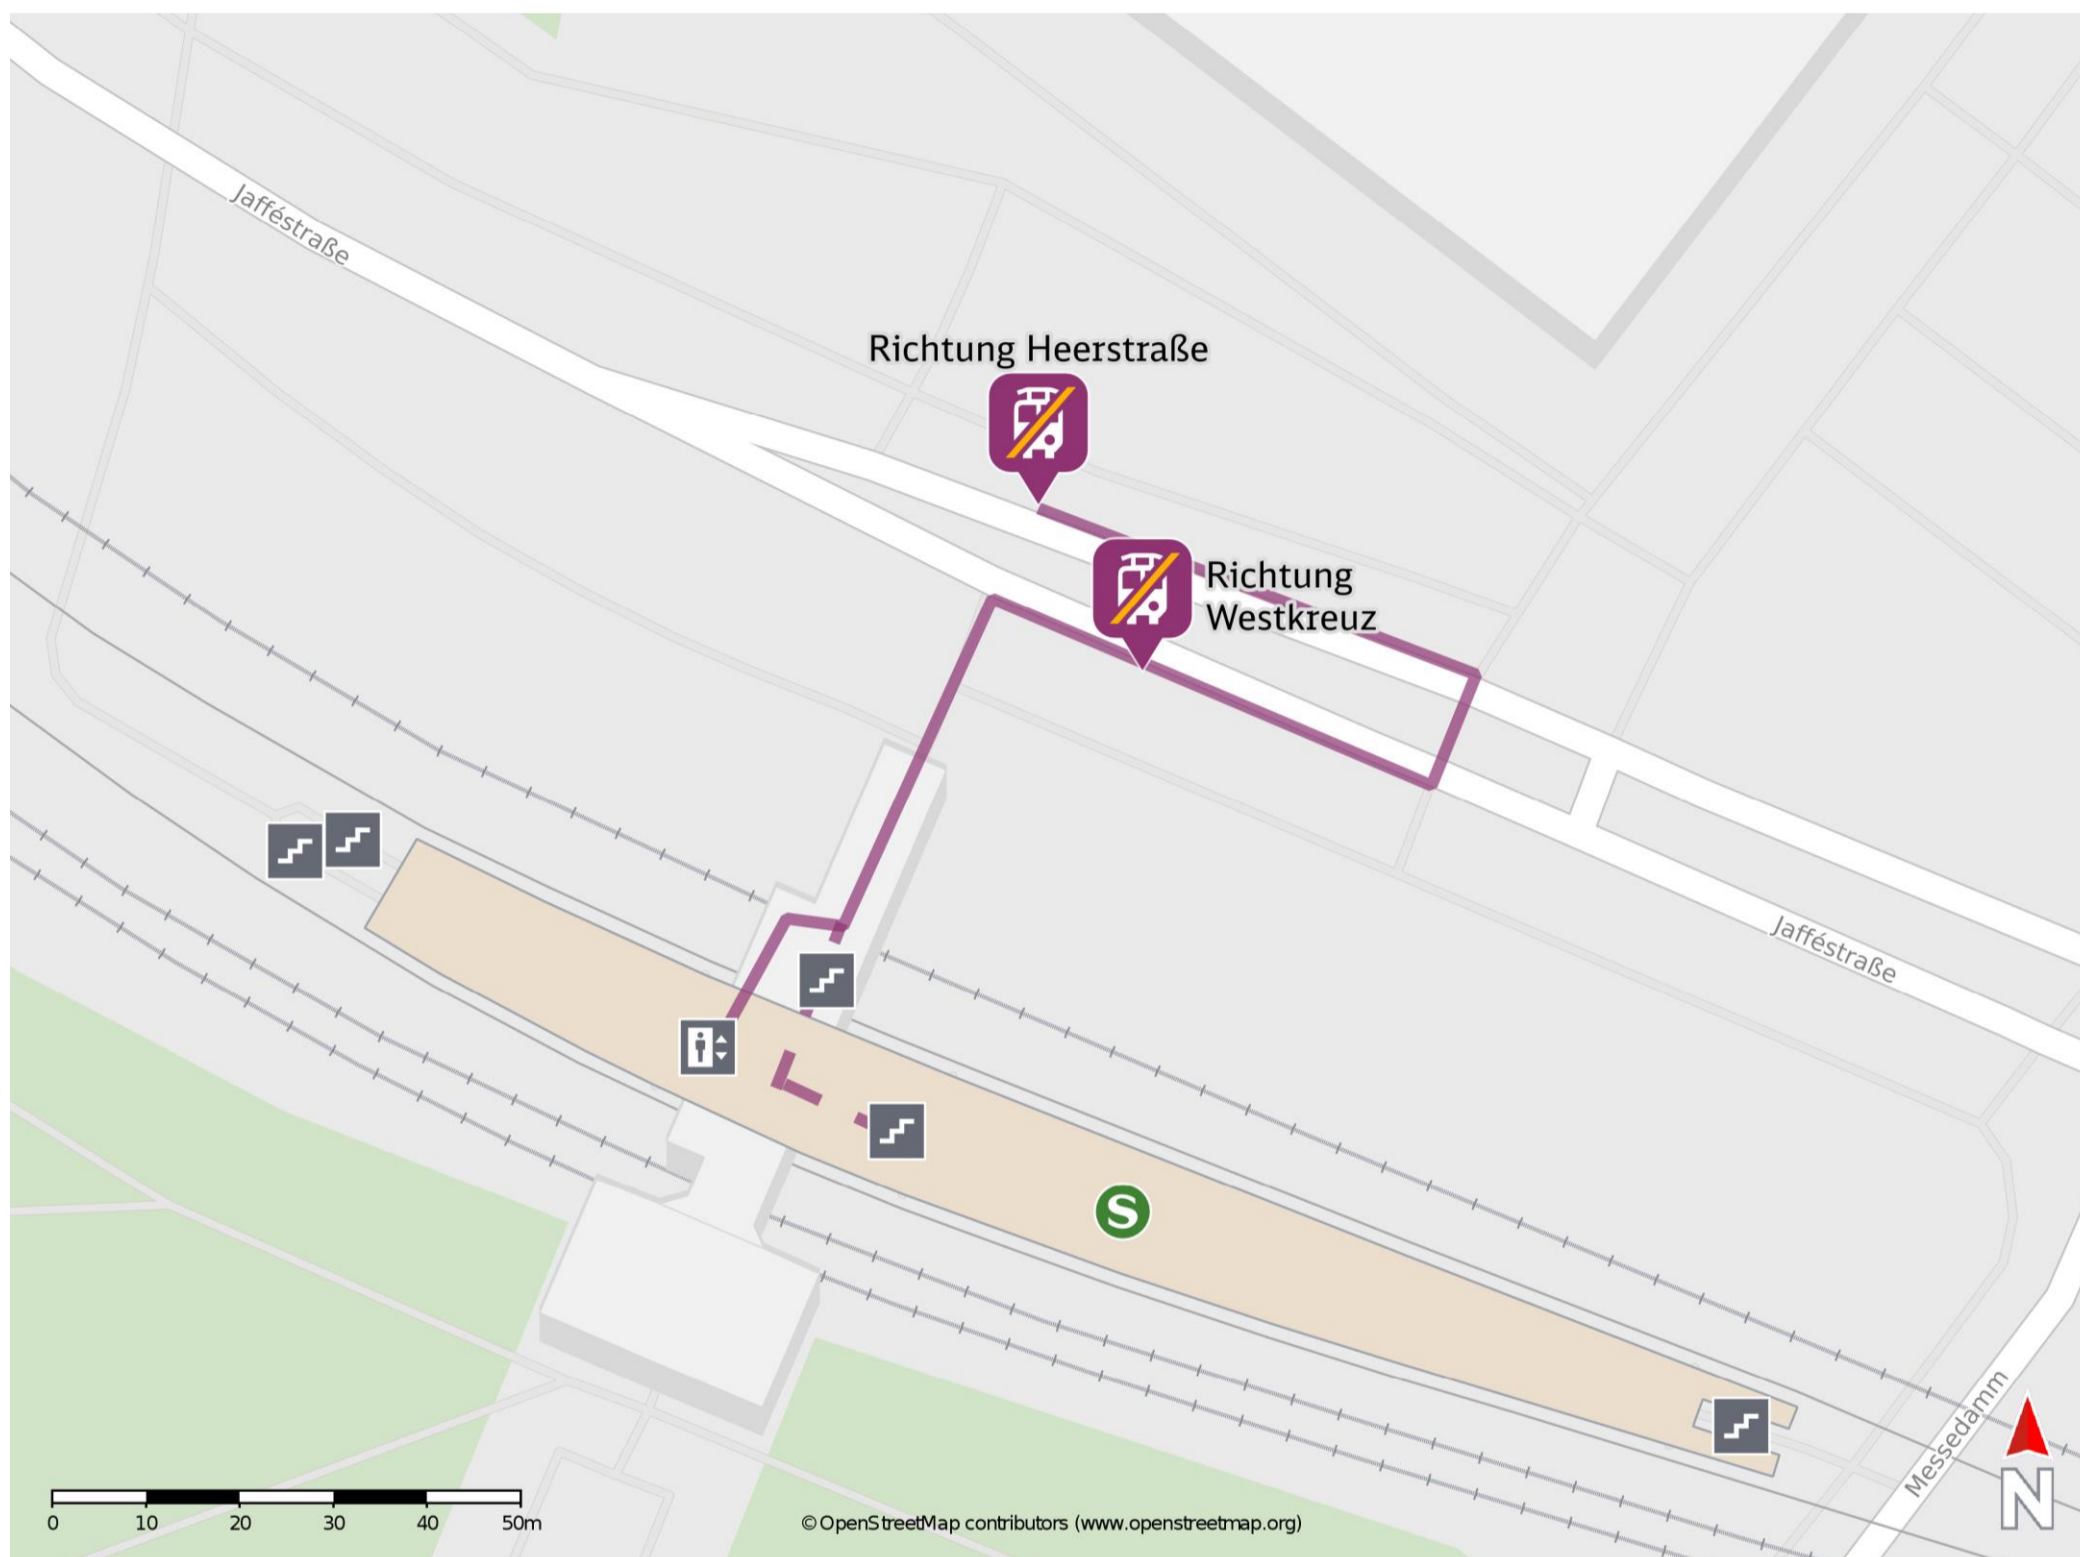 Jafféstraße
Richtung Heerstraße
Richtung
Westkreuz
Jafféstraße
S
Messedamm
N
0 10 20 30 40 50m
©OpenStreetMap contributors (www.openstreetmap.org)